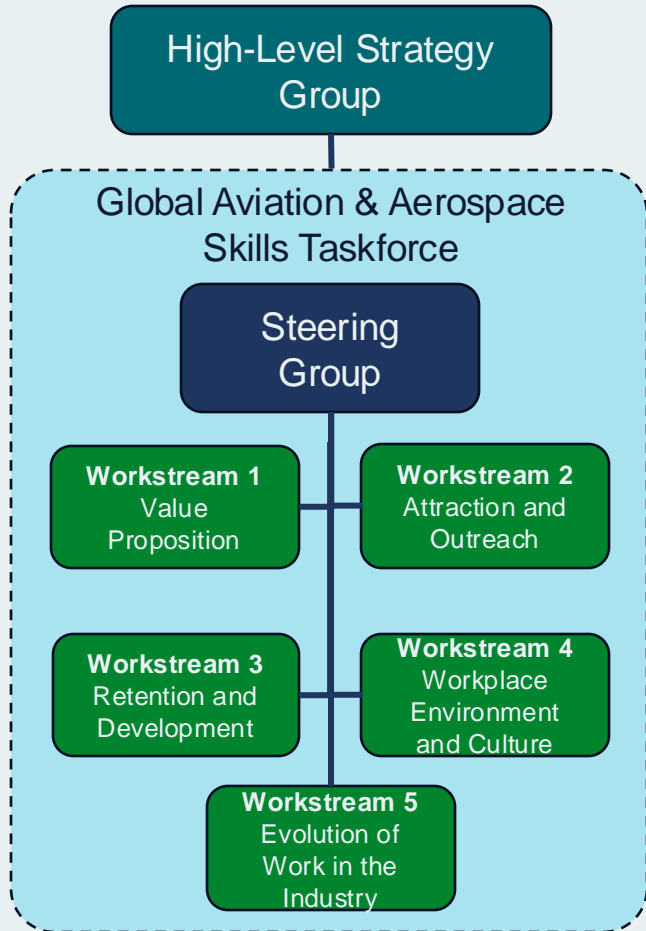 High-Level Strategy
Group
Global Aviation & Aerospace
Skills Taskforce
Steering
Group
Workstream 1
Value
Proposition
Workstream 2
Attraction and
Outreach
Workstream 3
Retention and
Development
Workstream 4
Workplace
Environment
and Culture
Workstream 5
Evolution of
Work in the
Industry